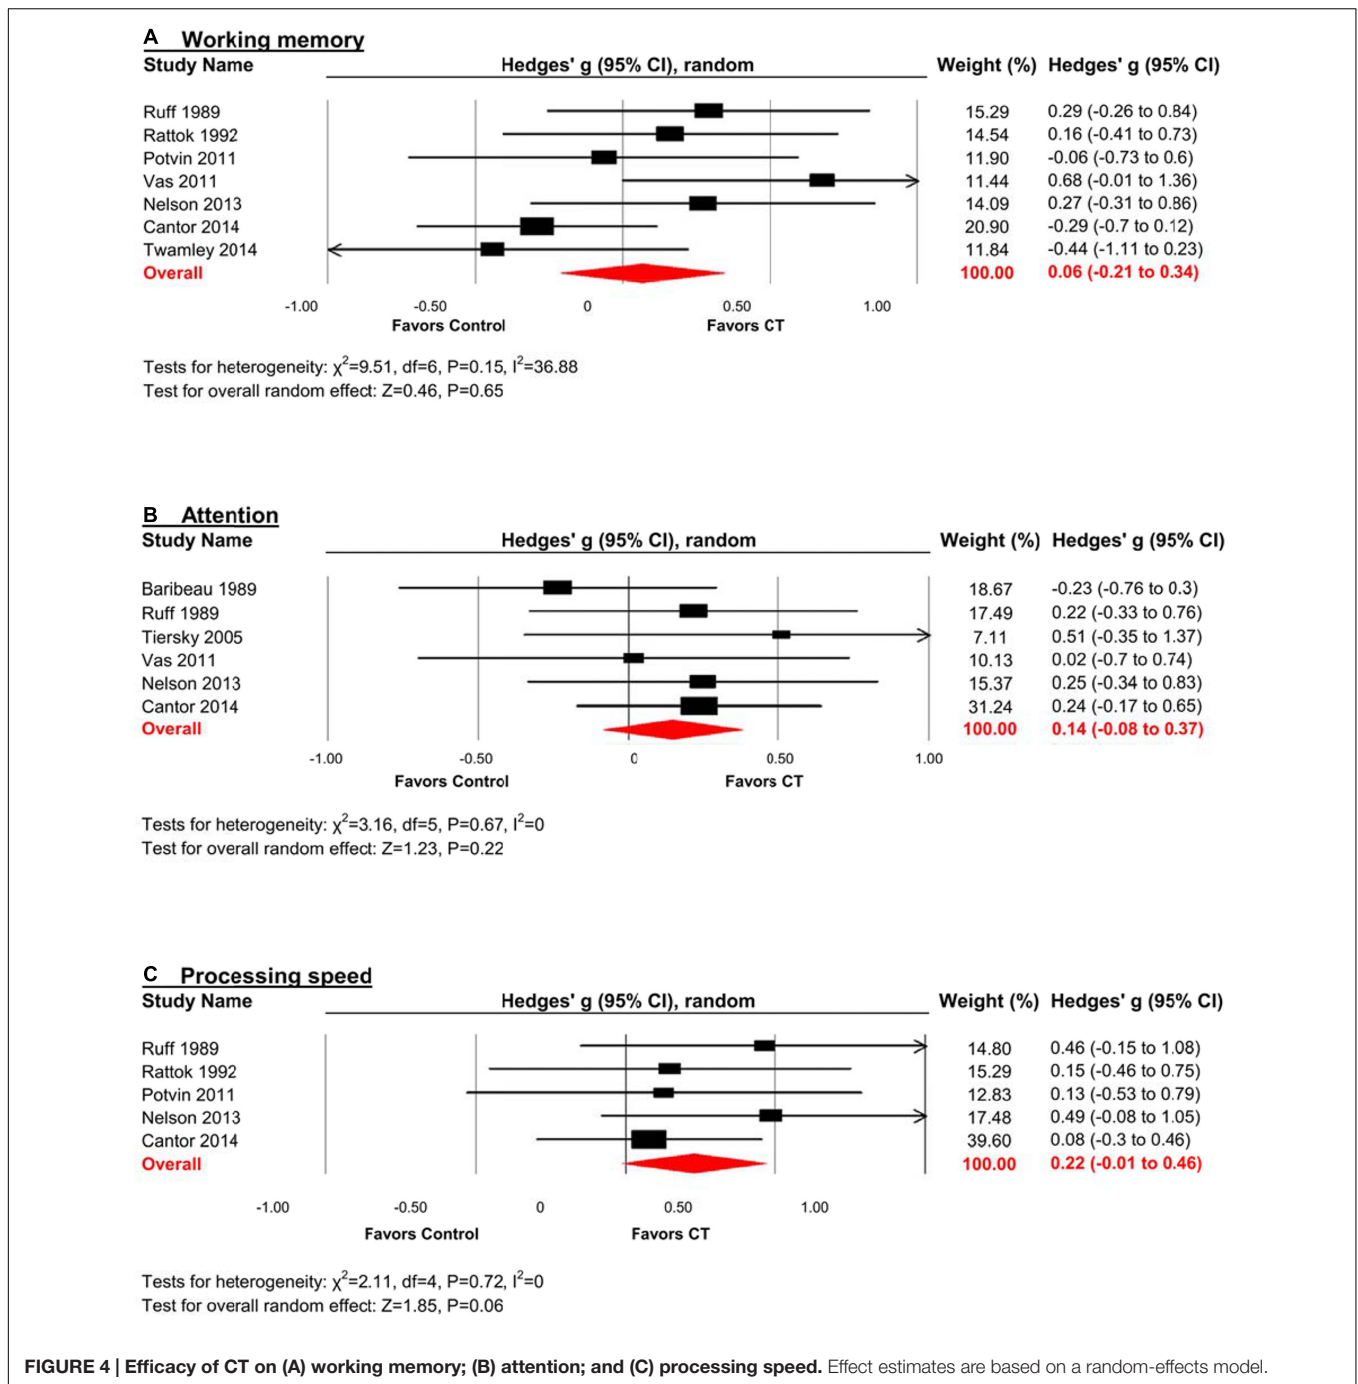 A Working memory
Study Name Hedges' g (95% CI), random Weight (%) Hedges' g (95% CI)
Ruff 1989 15.29 0.29 (-0.26 to 0.84)
Rattok 1992 14.54 0.16 (-0.41 to 0.73)
Potvin 2011 11.90 -0.06 (-0.73 to 0.6)
Vas 2011 11.44 0.68 (-0.01 to 1.36)
Nelson 2013 14.09 0.27 (-0.31 to 0.86)
Cantor 2014 20.90 -0.29 (-0.7 to 0.12)
Twamley 2014 11.84 -0.44 (-1.11 to 0.23)
Overall 100.00 0.06 (-0.21 to 0.34)
-1.00 -0.50 0 0.50 1.00
Favors Control Favors CT
Tests for heterogeneity: χ²=9.51, df=6, P=0.15, I²=36.88
Test for overall random effect: Z=0.46, P=0.65
B Attention
Study Name Hedges' g (95% CI), random Weight (%) Hedges' g (95% CI)
Baribeau 1989 18.67 -0.23 (-0.76 to 0.3)
Ruff 1989 17.49 0.22 (-0.33 to 0.76)
Tiersky 2005 7.11 0.51 (-0.35 to 1.37)
Vas 2011 10.13 0.02 (-0.7 to 0.74)
Nelson 2013 15.37 0.25 (-0.34 to 0.83)
Cantor 2014 31.24 0.24 (-0.17 to 0.65)
Overall 100.00 0.14 (-0.08 to 0.37)
-1.00 -0.50 0 0.50 1.00
Favors Control Favors CT
Tests for heterogeneity: χ²=3.16, df=5, P=0.67, I²=0
Test for overall random effect: Z=1.23, P=0.22
C Processing speed
Study Name Hedges' g (95% CI), random Weight (%) Hedges' g (95% CI)
Ruff 1989 14.80 0.46 (-0.15 to 1.08)
Rattok 1992 15.29 0.15 (-0.46 to 0.75)
Potvin 2011 12.83 0.13 (-0.53 to 0.79)
Nelson 2013 17.48 0.49 (-0.08 to 1.05)
Cantor 2014 39.60 0.08 (-0.3 to 0.46)
Overall 100.00 0.22 (-0.01 to 0.46)
-1.00 -0.50 0 0.50 1.00
Favors Control Favors CT
Tests for heterogeneity: χ²=2.11, df=4, P=0.72, I²=0
Test for overall random effect: Z=1.85, P=0.06
FIGURE 4 | Efficacy of CT on (A) working memory; (B) attention; and (C) processing speed. Effect estimates are based on a random-effects model.